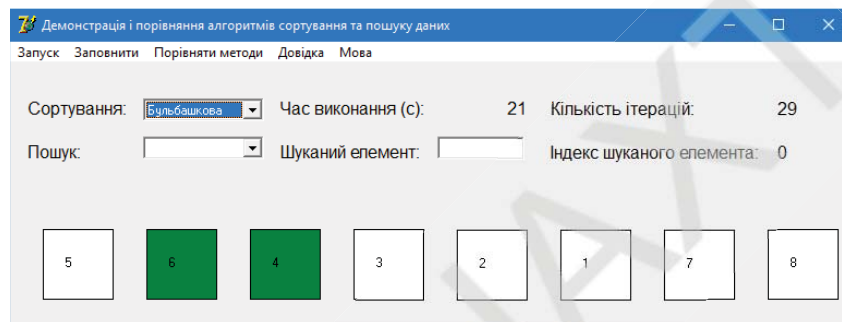 Демонстрація і порівняння алгоритмів сортування та пошуку даних
Запуск Заповнити Порівняти методи Довідка Мова
Сортування: Бульбашкова Час виконання (с): 21 Кількість ітерацій: 29
Пошук: Шуканий елемент: Індекс шуканого елемента: 0
5 6 4 3 2 1 7 8